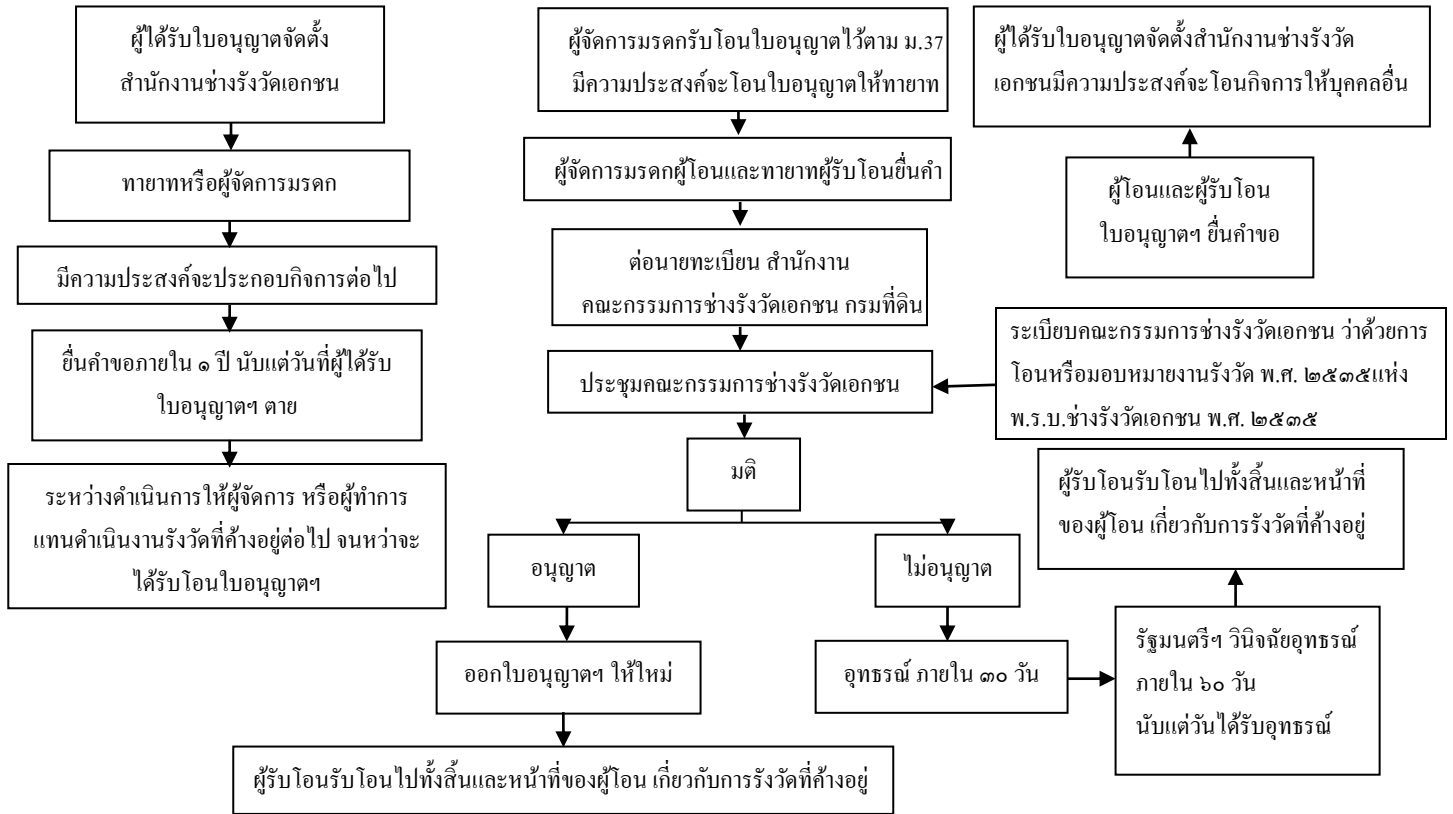 ผู้ได้รับใบอนุญาตจัดตั้ง
สำนักงานช่างรังวัดเอกชน
ทายาทหรือผู้จัดการมรดก
มีความประสงค์จะประกอบกิจการต่อไป
ยื่นคำขอภายใน ๑ ปี นับแต่วันที่ผู้ได้รับ
ใบอนุญาตฯ ตาย
ระหว่างดำเนินการให้ผู้จัดการ หรือผู้ทำการ
แทนดำเนินงานรังวัดที่ค้างอยู่ต่อไป จนหว่าจะ
ได้รับโอนใบอนุญาตฯ
ผู้จัดการมรดกรับโอนใบอนุญาตไว้ตาม ม.37
มีความประสงค์จะโอนใบอนุญาตให้ทายาท
ผู้จัดการมรดกผู้โอนและทายาทผู้รับโอนยื่นคำ
ต่อนายทะเบียน สำนักงาน
คณะกรรมการช่างรังวัดเอกชน กรมที่ดิน
ประชุมคณะกรรมการช่างรังวัดเอกชน
มติ
อนุญาต
ไม่อนุญาต
ออกใบอนุญาตฯ ให้ใหม่
อุทธรณ์ ภายใน ๓๐ วัน
ผู้รับโอนรับโอนไปทั้งสิ้นและหน้าที่ของผู้โอน เกี่ยวกับการรังวัดที่ค้างอยู่
ผู้ได้รับใบอนุญาตจัดตั้งสำนักงานช่างรังวัด
เอกชนมีความประสงค์จะโอนกิจการให้บุคคลอื่น
ผู้โอนและผู้รับโอน
ใบอนุญาตฯ ยื่นคำขอ
ระเบียบคณะกรรมการช่างรังวัดเอกชน ว่าด้วยการ
โอนหรือมอบหมายงานรังวัด พ.ศ. ๒๕๓๕แห่ง
พ.ร.บ.ช่างรังวัดเอกชน พ.ศ. ๒๕๓๕
ผู้รับโอนรับโอนไปทั้งสิ้นและหน้าที่
ของผู้โอน เกี่ยวกับการรังวัดที่ค้างอยู่
รัฐมนตรีฯ วินิจฉัยอุทธรณ์
ภายใน ๖๐ วัน
นับแต่วันได้รับอุทธรณ์